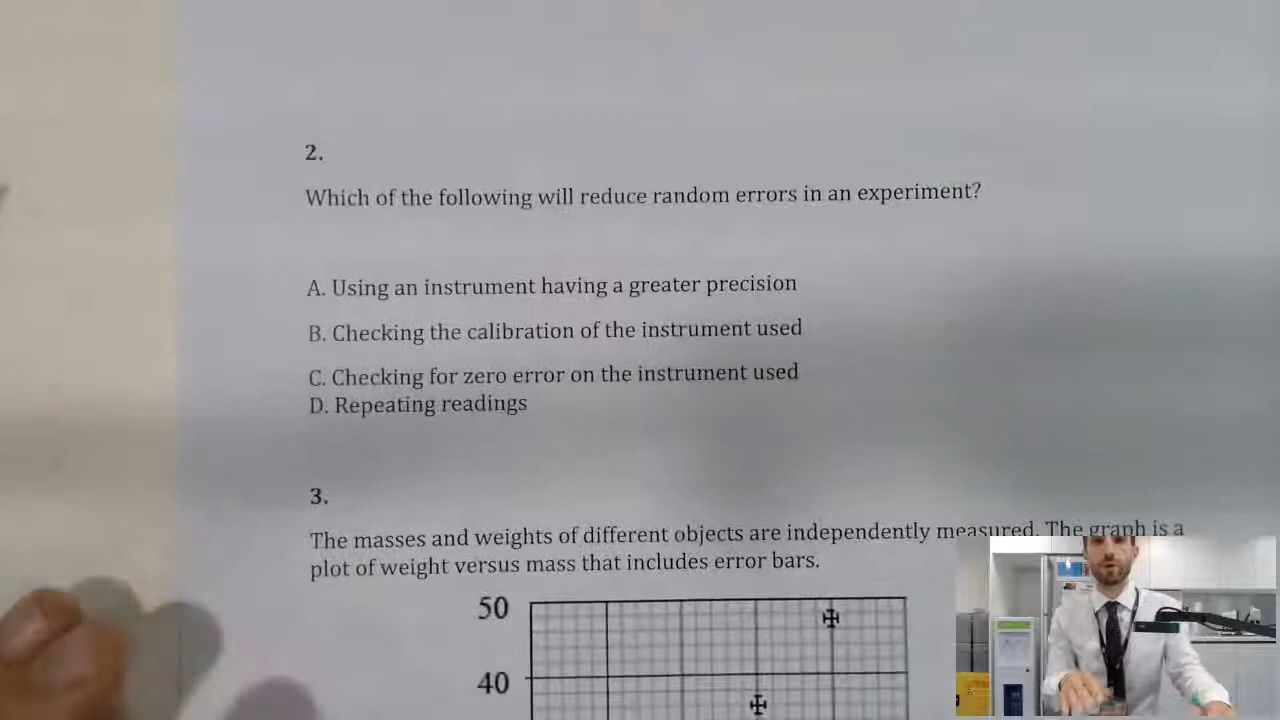 2.
Which of the following will reduce random errors in an experiment?
A. Using an instrument having a greater precision
B. Checking the calibration of the instrument used
C. Checking for zero error on the instrument used
D. Repeating readings
3.
The masses and weights of different objects are independently measured. The graph is a
plot of weight versus mass that includes error bars.
50
40